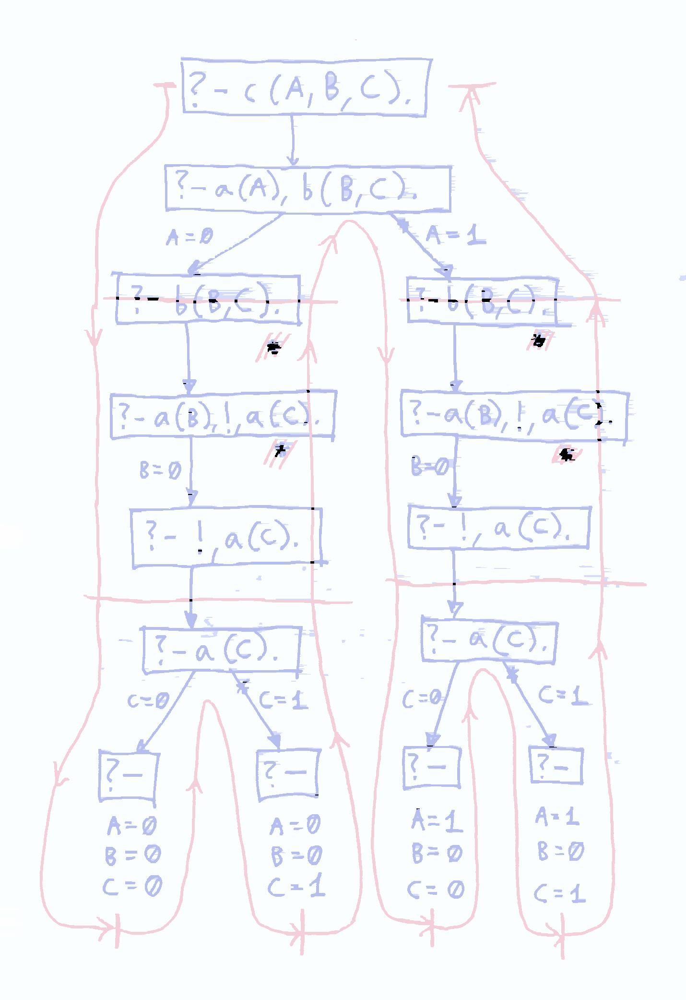 ?- c(A,B,C).
?- a(A), b(B,C).
A=0 A=1
?- b(B,C). ?- b(B,C).
?- a(B),!,a(C). ?- a(B),!,a(C).
B=0 B=0
?- !, a(C). ?- !, a(C).
?- a(C). ?- a(C).
C=0 C=1 C=0 C=1
?- ?- ?- ?-
A=0 A=0 A=1 A=1
B=0 B=0 B=0 B=0
C=0 C=1 C=0 C=1